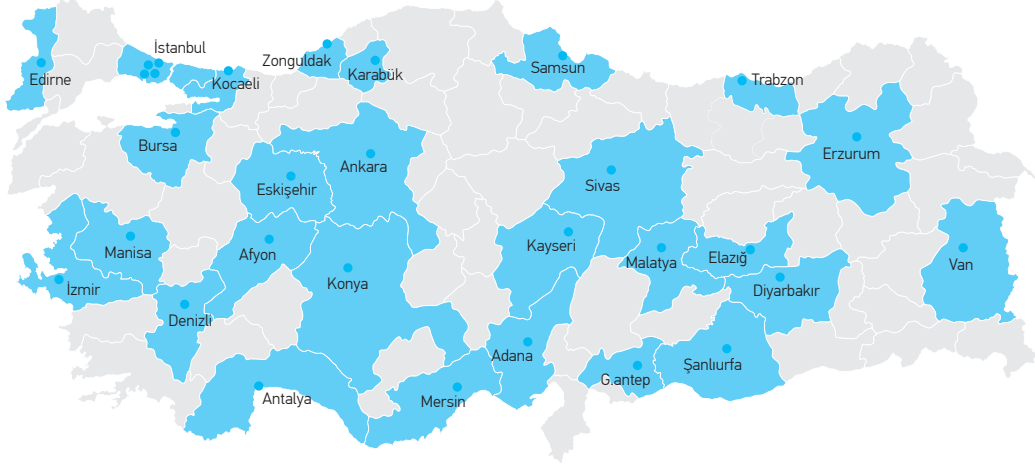 İstanbul
Zonguldak
Karabük
Samsun
Edirne
Kocaeli
Trabzon
Bursa
Ankara
Erzurum
Eskişehir
Sivas
Manisa
Afyon
Kayseri
Malatya
Elazığ
Van
İzmir
Konya
Diyarbakır
Denizli
Adana
Şanlıurfa
G.antep
Antalya
Mersin